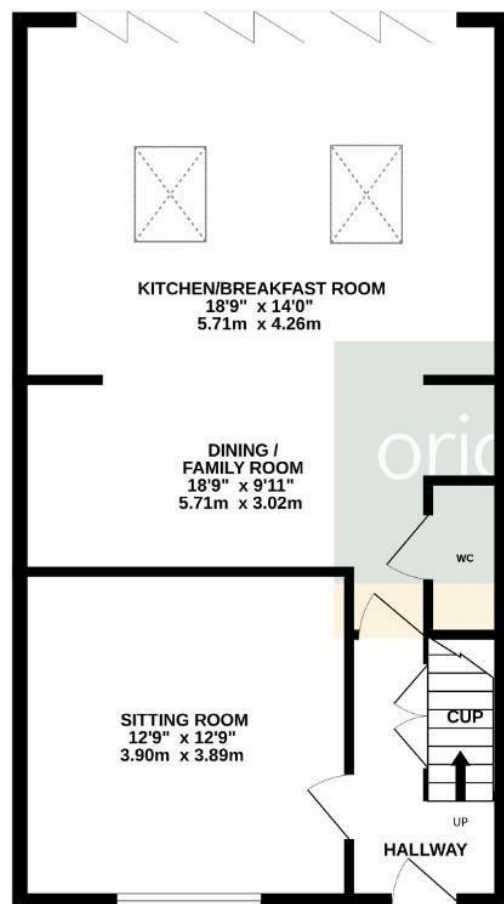 KITCHEN/BREAKFAST ROOM
18'9" x 14'0"
5.71m x 4.26m
DINING /
FAMILY ROOM
18'9" x 9'11"
5.71m x 3.02m
WC
SITTING ROOM
12'9" x 12'9"
3.90m x 3.89m
CUP
UP
HALLWAY